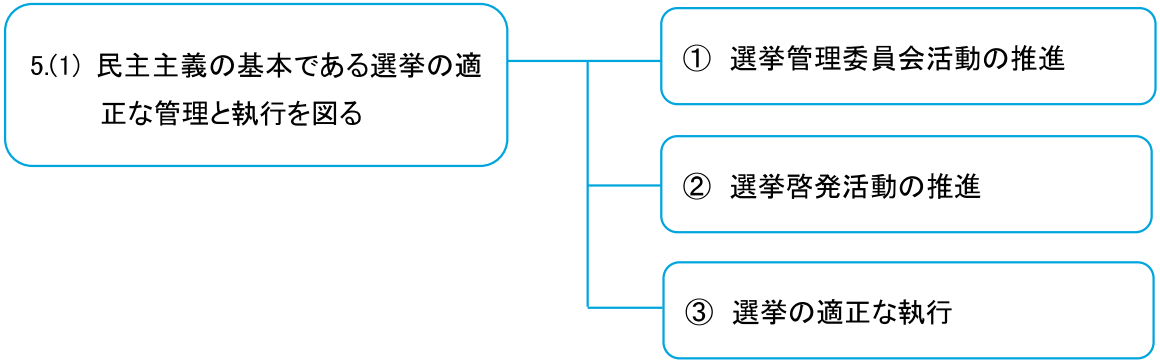 5.(1) 民主主義の基本である選挙の適
正な管理と執行を図る
① 選挙管理委員会活動の推進
② 選挙啓発活動の推進
③ 選挙の適正な執行